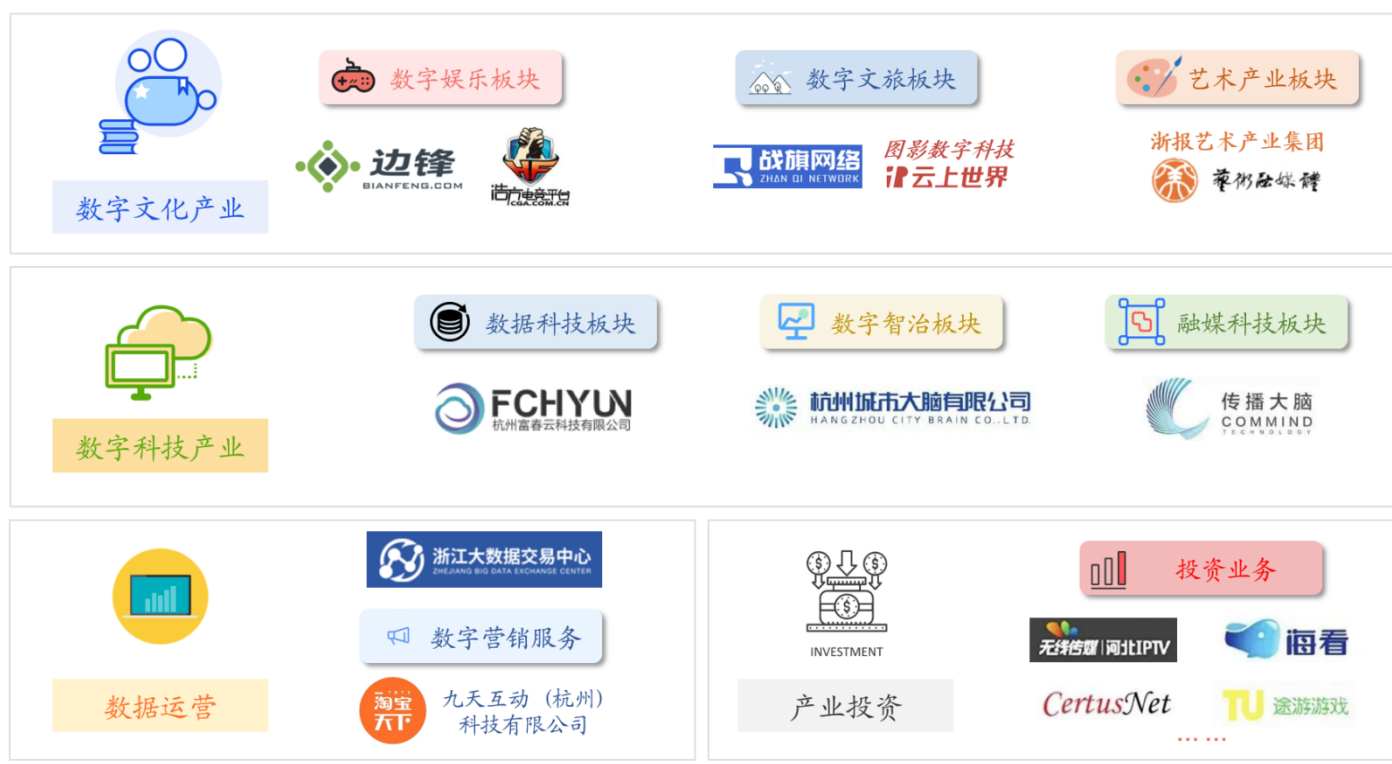 数字文化产业
数字娱乐板块
边锋
BIANFENG.COM
浩方电竞平台
CGA.COM.CN
数字文旅板块
战旗网络
ZHAN QI NETWORK
图影数字科技
云上世界
艺术产业板块
浙报艺术产业集团
藝術融媒體
数字科技产业
数据科技板块
FCHYUN
杭州富春云科技有限公司
数字智治板块
杭州城市大脑有限公司
HANGZHOU CITY BRAIN CO.,LTD.
融媒科技板块
传播大脑
COMMIND
TECHNOLOGY
数据运营
浙江大数据交易中心
ZHEJIANG BIG DATA EXCHANGE CENTER
数字营销服务
淘宝
天下
九天互动（杭州）
科技有限公司
INVESTMENT
产业投资
投资业务
无线传媒|河北IPTV
海看
CertusNet
TU 途游游戏
……